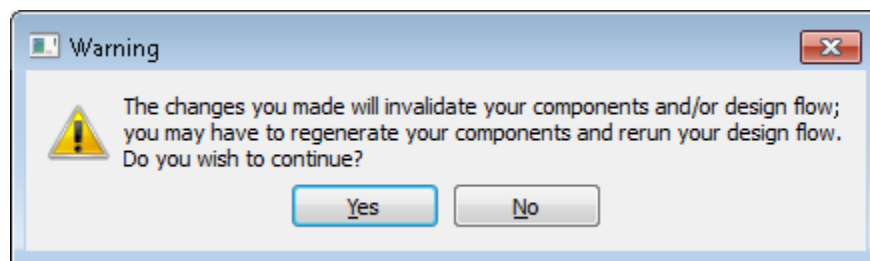 Warning
The changes you made will invalidate your components and/or design flow;
you may have to regenerate your components and rerun your design flow.
Do you wish to continue?
Yes
No